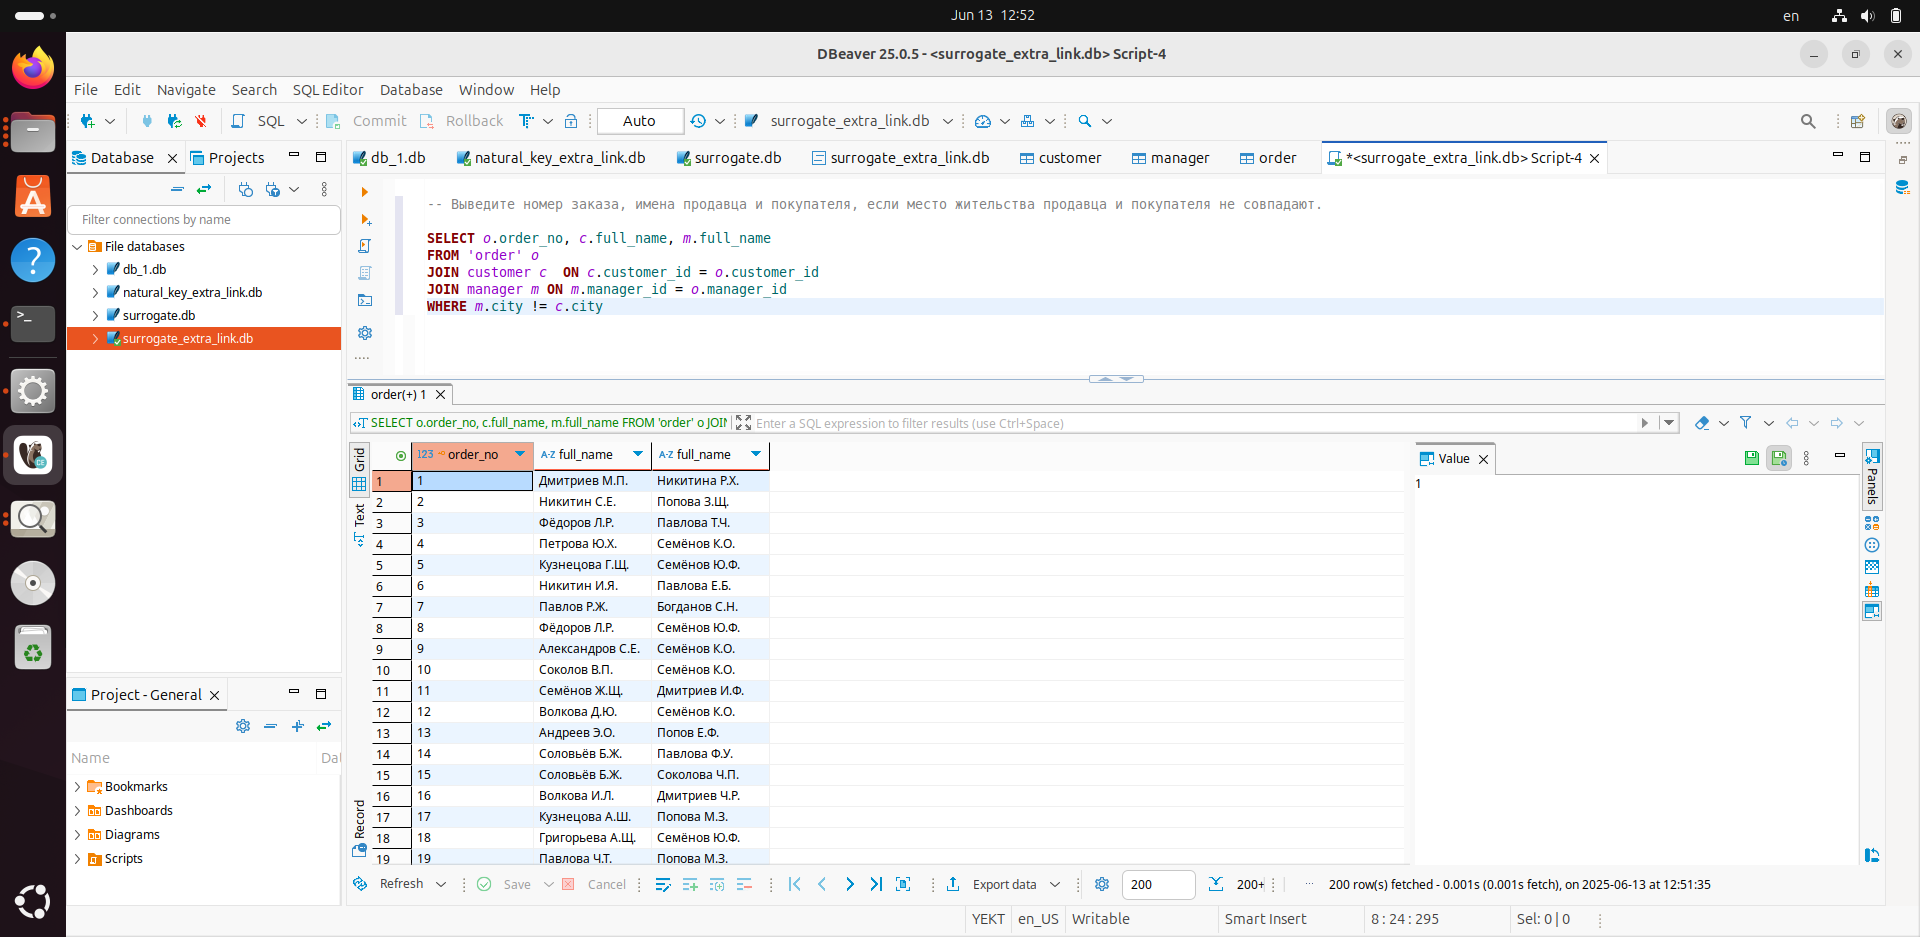 Jun 13 12:52
en
DBeaver 25.0.5 - <surrogate_extra_link.db> Script-4
File Edit Navigate Search SQL Editor Database Window Help
SQL Commit Rollback Auto surrogate_extra_link.db
Database Projects
db_1.db natural_key_extra_link.db surrogate.db surrogate_extra_link.db customer manager order *<surrogate_extra_link.db> Script-4
Filter connections by name
File databases
db_1.db
natural_key_extra_link.db
surrogate.db
surrogate_extra_link.db
-- Выведите номер заказа, имена продавца и покупателя, если место жительства продавца и покупателя не совпадают.
SELECT o.order_no, c.full_name, m.full_name
FROM 'order' o
JOIN customer c ON c.customer_id = o.customer_id
JOIN manager m ON m.manager_id = o.manager_id
WHERE m.city != c.city
order(+) 1
SELECT o.order_no, c.full_name, m.full_name FROM 'order' o JOIN
Enter a SQL expression to filter results (use Ctrl+Space)
Grid
Text
Record
123 order_no A-Z full_name A-Z full_name
1 1 Дмитриев М.П. Никитина Р.Х.
2 2 Никитин С.Е. Попова З.Щ.
3 3 Фёдоров Л.Р. Павлова Т.Ч.
4 4 Петрова Ю.Х. Семёнов К.О.
5 5 Кузнецова Г.Щ. Семёнов Ю.Ф.
6 6 Никитин И.Я. Павлова Е.Б.
7 7 Павлов Р.Ж. Богданов С.Н.
8 8 Фёдоров Л.Р. Семёнов Ю.Ф.
9 9 Александров С.Е. Семёнов К.О.
10 10 Соколов В.П. Семёнов К.О.
11 11 Семёнов Ж.Щ. Дмитриев И.Ф.
12 12 Волкова Д.Ю. Семёнов К.О.
13 13 Андреев Э.О. Попов Е.Ф.
14 14 Соловьёв Б.Ж. Павлова Ф.У.
15 15 Соловьёв Б.Ж. Соколова Ч.П.
16 16 Волкова И.Л. Дмитриев Ч.Р.
17 17 Кузнецова А.Ш. Попова М.З.
18 18 Григорьева А.Щ. Семёнов Ю.Ф.
19 19 Павлова Ч.Т. Попова М.З.
Value
1
Panels
Project - General
Name Dat
Bookmarks
Dashboards
Diagrams
Scripts
Refresh Save Cancel Export data 200 200+ 200 row(s) fetched - 0.001s (0.001s fetch), on 2025-06-13 at 12:51:35
YEKT en_US Writable Smart Insert 8 : 24 : 295 Sel: 0 | 0